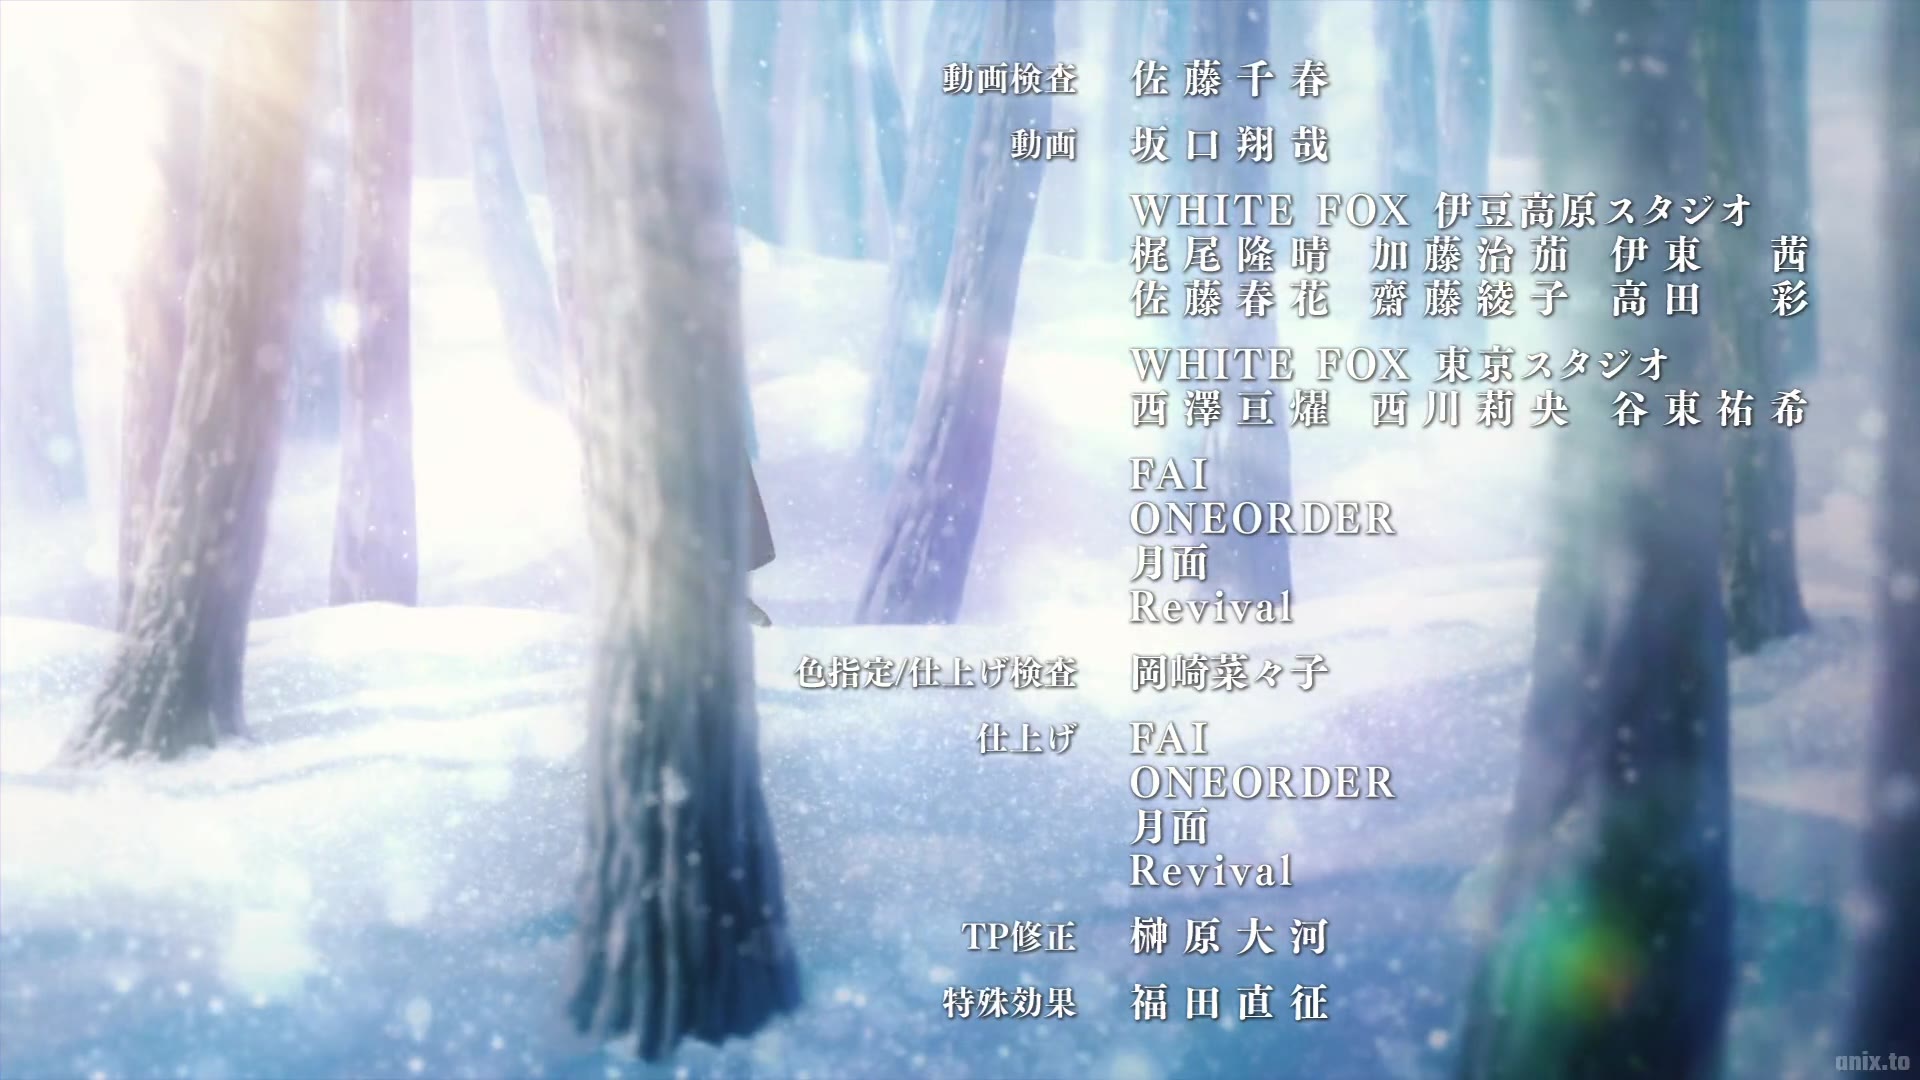 動画検査 佐藤千春
動画 坂口翔哉
WHITE FOX 伊豆高原スタジオ
梶尾隆晴 加藤治茄 伊東 茜
佐藤春花 齋藤綾子 高田 彩
WHITE FOX 東京スタジオ
西澤亘燿 西川莉央 谷東祐希
FAI
ONEORDER
月面
Revival
色指定/仕上げ検査 岡崎菜々子
仕上げ FAI
ONEORDER
月面
Revival
TP修正 榊原大河
特殊効果 福田直征
anix.to